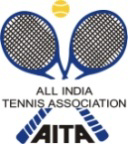 ALL INDIA
TENNIS ASSOCIATION
AITA